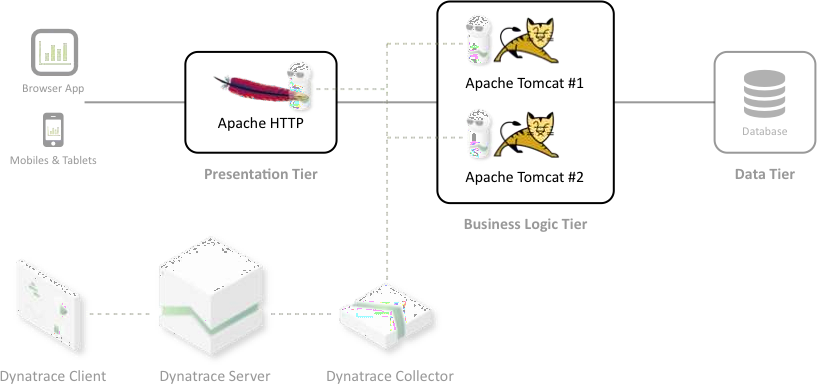 Browser App
Mobiles & Tablets
Apache HTTP
Presentation Tier
Apache Tomcat #1
Apache Tomcat #2
Business Logic Tier
Database
Data Tier
Dynatrace Client
Dynatrace Server
Dynatrace Collector